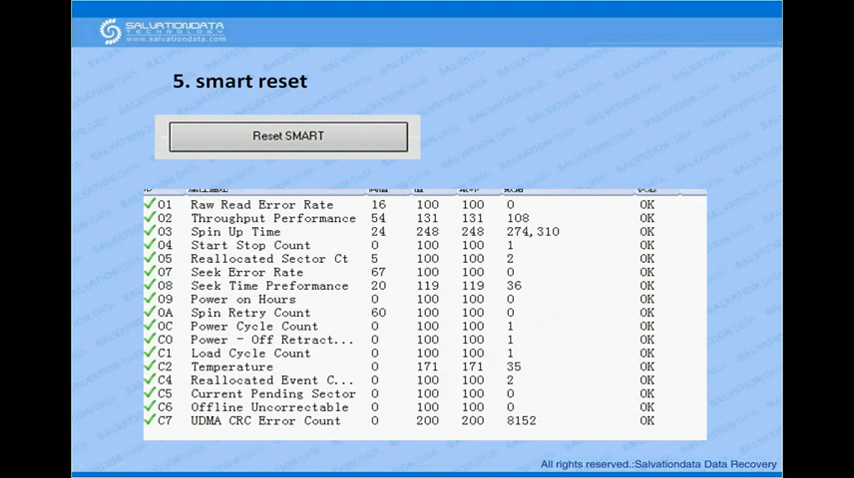 SALVATIONDATA
TECHNOLOGY
www.salvationdata.com
5. smart reset
Reset SMART
01 Raw Read Error Rate 16 100 100 0 OK
02 Throughput Performance 54 131 131 108 OK
03 Spin Up Time 24 248 248 274,310 OK
04 Start Stop Count 0 100 100 1 OK
05 Reallocated Sector Ct 5 100 100 2 OK
07 Seek Error Rate 67 100 100 0 OK
08 Seek Time Preformance 20 119 119 36 OK
09 Power on Hours 0 100 100 0 OK
0A Spin Retry Count 60 100 100 0 OK
0C Power Cycle Count 0 100 100 1 OK
C0 Power - Off Retract... 0 100 100 1 OK
C1 Load Cycle Count 0 100 100 1 OK
C2 Temperature 0 171 171 35 OK
C4 Reallocated Event C... 0 100 100 2 OK
C5 Current Pending Sector 0 100 100 0 OK
C6 Offline Uncorrectable 0 100 100 0 OK
C7 UDMA CRC Error Count 0 200 200 8152 OK
All rights reserved.:Salvationdata Data Recovery